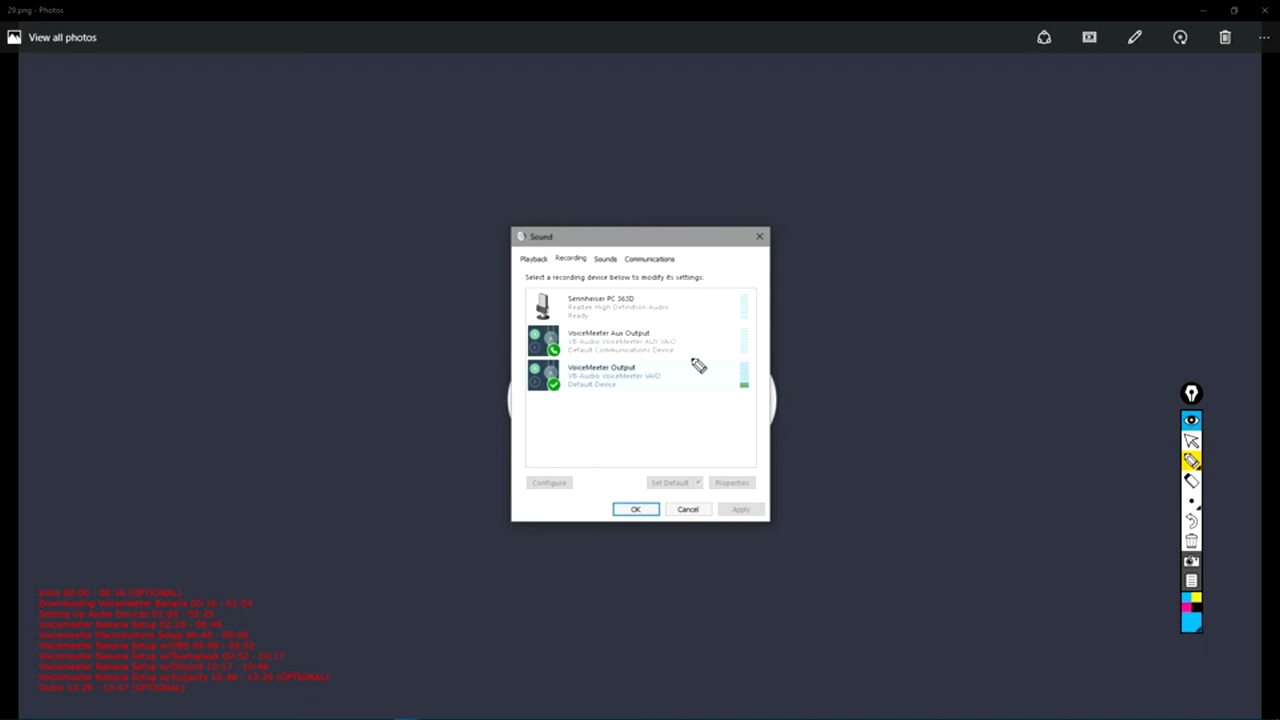 29.png - Photos
View all photos
Sound
Playback Recording Sounds Communications
Select a recording device below to modify its settings:
Sennheiser PC 363D
Realtek High Definition Audio
Ready
VoiceMeeter Aux Output
VB-Audio VoiceMeeter AUX VAIO
Default Communications Device
VoiceMeeter Output
VB-Audio VoiceMeeter VAIO
Default Device
Configure Set Default Properties
OK Cancel Apply
Intro 00:00 - 00:16 (OPTIONAL)
Downloading Voicemeeter Banana 00:16 - 01:04
Setting up Audio Devices 01:04 - 02:25
Voicemeeter Banana Setup 02:25 - 06:46
Voicemeeter Macrobuttons Setup 06:46 -
Voicemeeter Banana Setup w/OBS - 09:52
Voicemeeter Banana Setup w/Teamspeak 09:52 - 10:17
Voicemeeter Banana Setup w/Discord 10:17 - 10:46
Voicemeeter Banana Setup w/Audacity 10:46 - 13:29 (OPTIONAL)
Outro 13:29 - 13:47 (OPTIONAL)